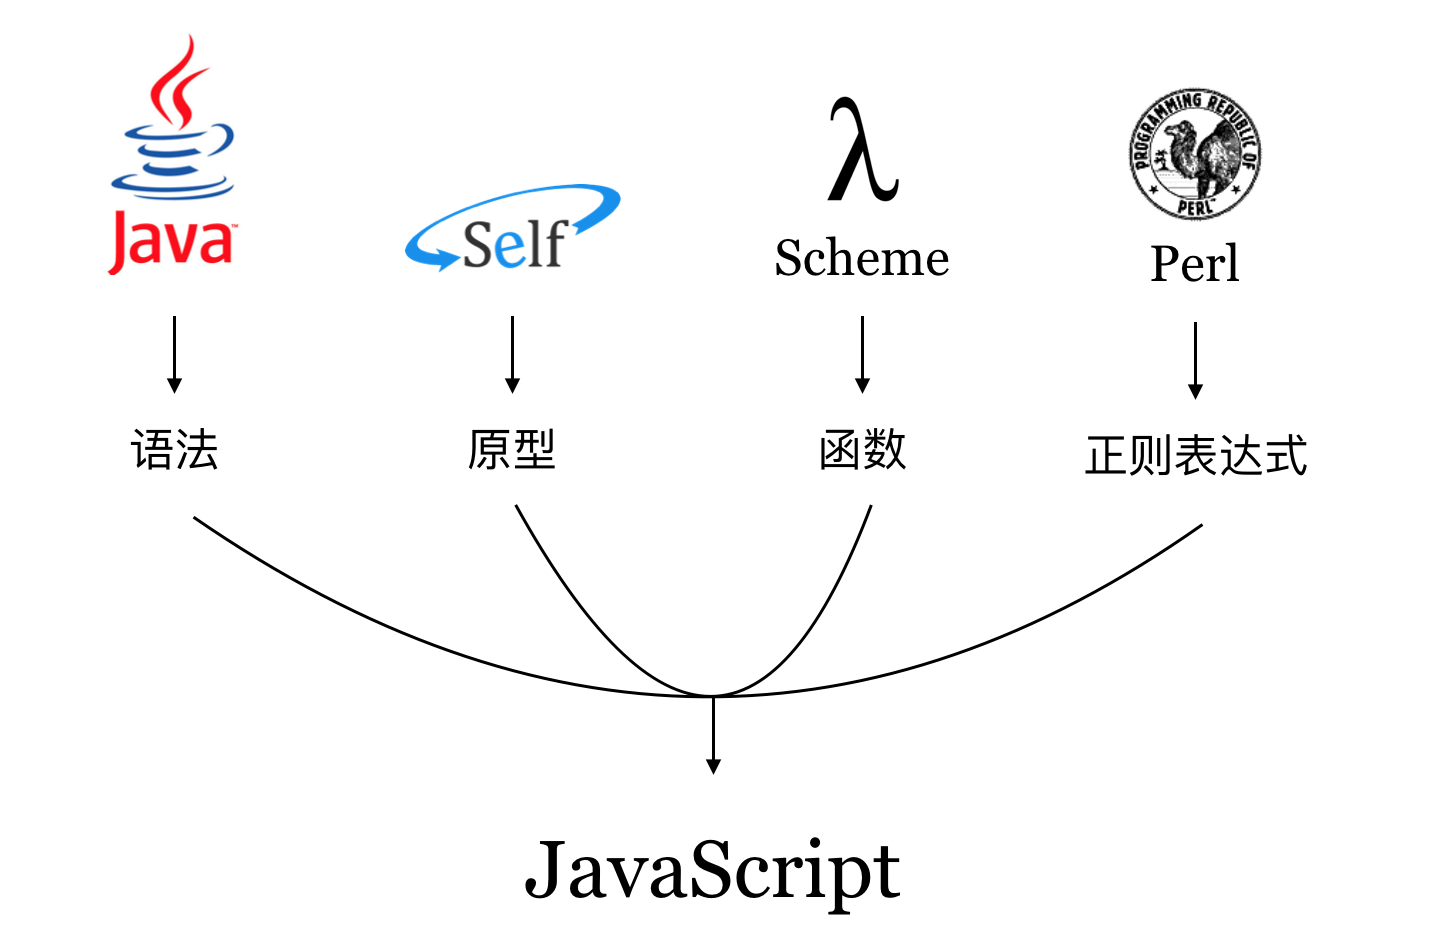 Java™
Self
λ
Scheme
PROGRAMMING REPUBLIC OF
PERL
Perl
语法
原型
函数
正则表达式
JavaScript